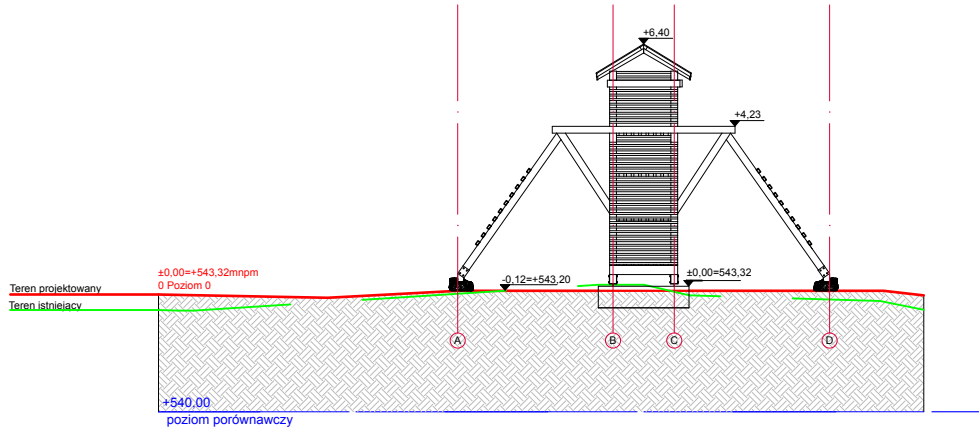 +6,40
+4,23
±0,00=+543,32mnpm
0 Poziom 0
-0,12=+543,20
±0,00=543,32
Teren projektowany
Teren istniejacy
A
B
C
D
+540,00
poziom porównawczy